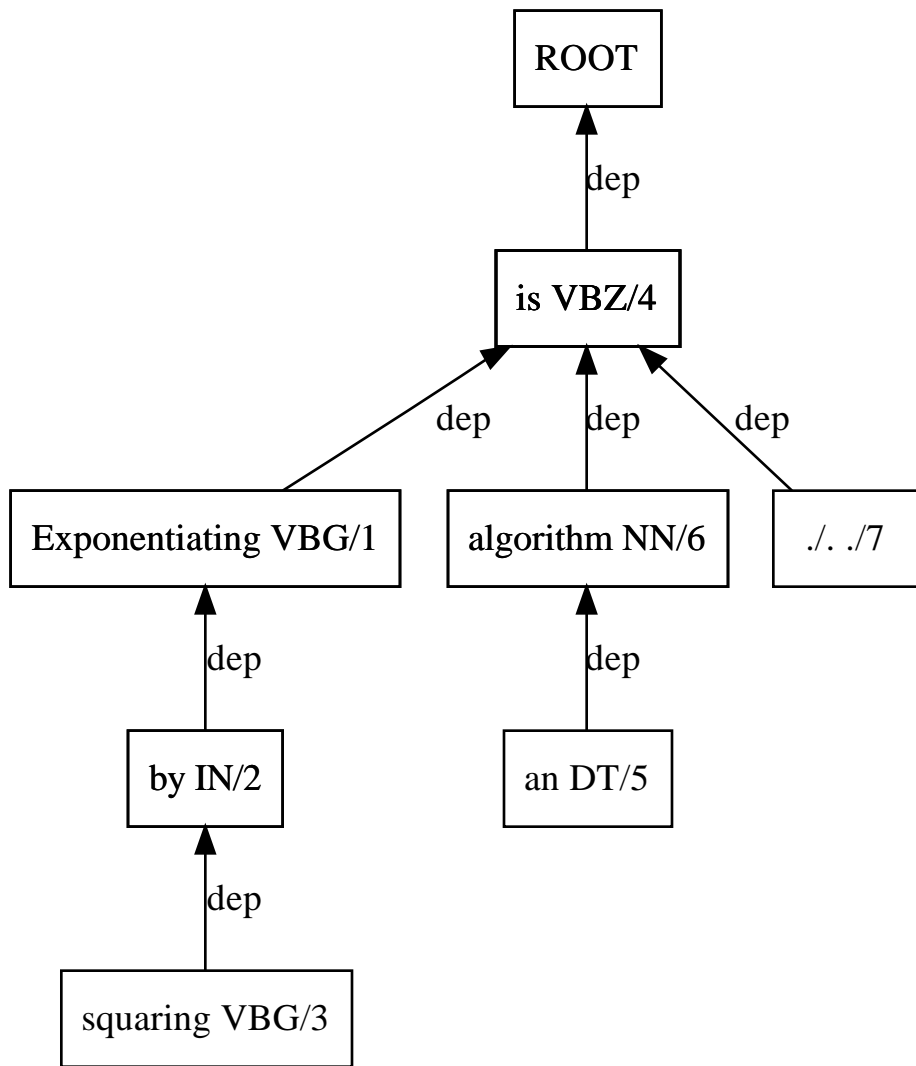 ROOT
dep
is VBZ/4
dep dep dep
Exponentiating VBG/1 algorithm NN/6 ./. ./7
dep dep
by IN/2 an DT/5
dep
squaring VBG/3